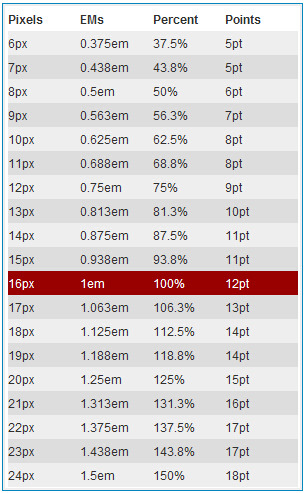 Pixels EMs Percent Points
6px 0.375em 37.5% 5pt
7px 0.438em 43.8% 5pt
8px 0.5em 50% 6pt
9px 0.563em 56.3% 7pt
10px 0.625em 62.5% 8pt
11px 0.688em 68.8% 8pt
12px 0.75em 75% 9pt
13px 0.813em 81.3% 10pt
14px 0.875em 87.5% 11pt
15px 0.938em 93.8% 11pt
16px 1em 100% 12pt
17px 1.063em 106.3% 13pt
18px 1.125em 112.5% 14pt
19px 1.188em 118.8% 14pt
20px 1.25em 125% 15pt
21px 1.313em 131.3% 16pt
22px 1.375em 137.5% 17pt
23px 1.438em 143.8% 17pt
24px 1.5em 150% 18pt